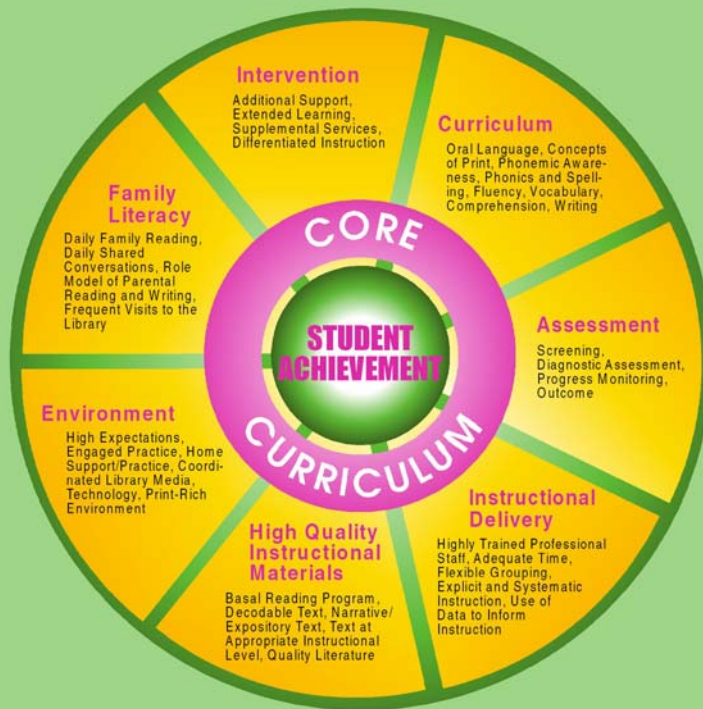 Intervention
Additional Support,
Extended Learning,
Supplemental Services,
Differentiated Instruction
Curriculum
Oral Language, Concepts
of Print, Phonemic Aware-
ness, Phonics and Spell-
ing, Fluency, Vocabulary,
Comprehension, Writing
Family
Literacy
Daily Family Reading,
Daily Shared
Conversations, Role
Model of Parental
Reading and Writing,
Frequent Visits to the
Library
CORE
STUDENT
ACHIEVEMENT
CURRICULUM
Assessment
Screening,
Diagnostic Assessment,
Progress Monitoring,
Outcome
Environment
High Expectations,
Engaged Practice, Home
Support/Practice, Coordi-
nated Library Media,
Technology, Print-Rich
Environment
High Quality
Instructional
Materials
Basal Reading Program,
Decodable Text, Narrative/
Expository Text, Text at
Appropriate Instructional
Level, Quality Literature
Instructional
Delivery
Highly Trained Professional
Staff, Adequate Time,
Flexible Grouping,
Explicit and Systematic
Instruction, Use of
Data to Inform
Instruction